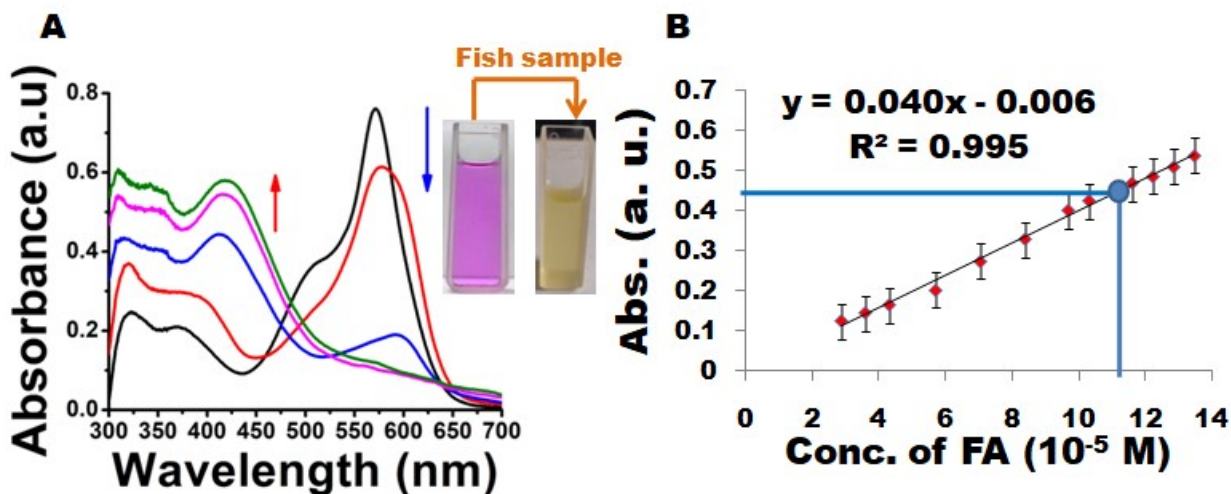 A
Fish sample
Absorbance (a.u)
0.8
0.6
0.4
0.2
0.0
300 350 400 450 500 550 600 650 700
Wavelength (nm)
B
y = 0.040x - 0.006
R² = 0.995
Abs. (a. u.)
0.7
0.6
0.5
0.4
0.3
0.2
0.1
0
0 2 4 6 8 10 12 14
Conc. of FA (10⁻⁵ M)